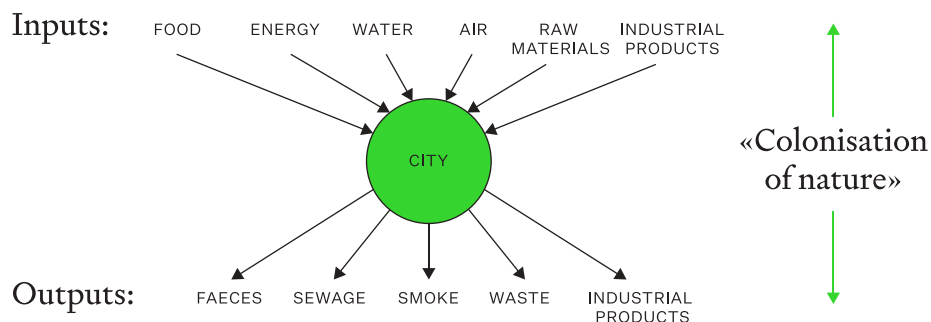 Inputs: FOOD ENERGY WATER AIR RAW MATERIALS INDUSTRIAL PRODUCTS
CITY
«Colonisation
of nature»
Outputs: FAECES SEWAGE SMOKE WASTE INDUSTRIAL PRODUCTS